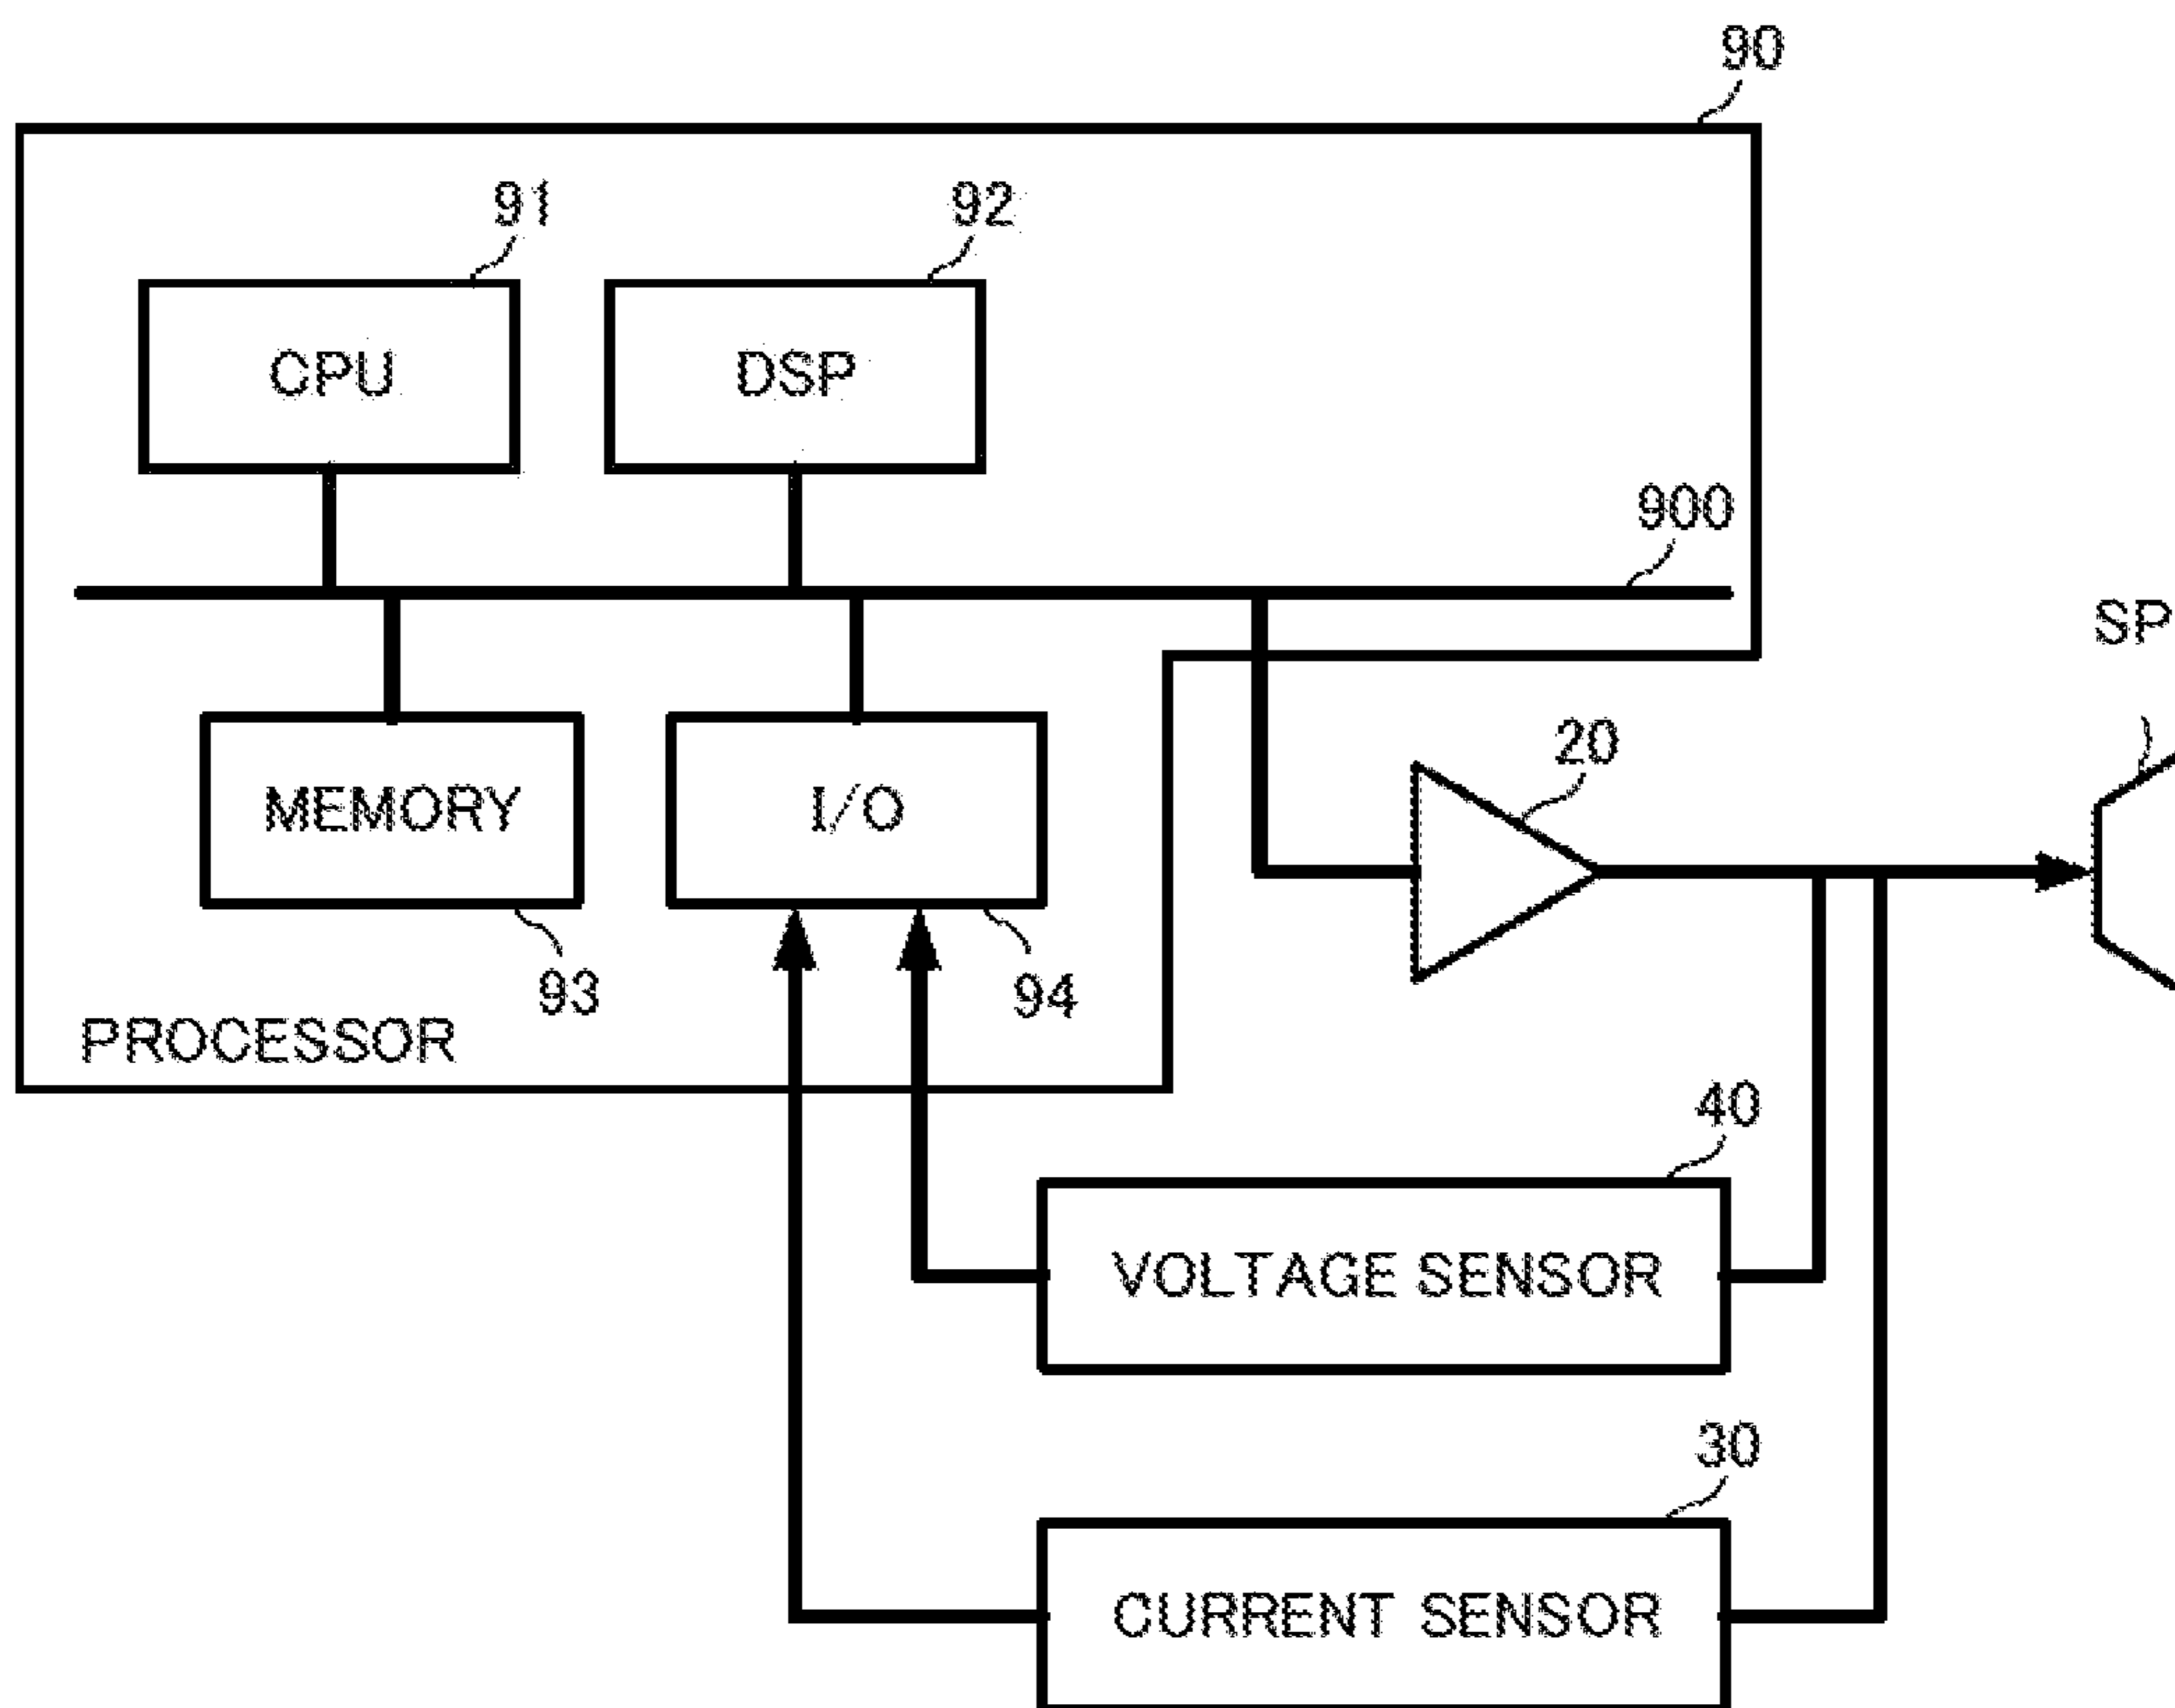 90
91
92
CPU
DSP
900
SP
20
MEMORY
I/O
93
94
PROCESSOR
40
VOLTAGE SENSOR
30
CURRENT SENSOR